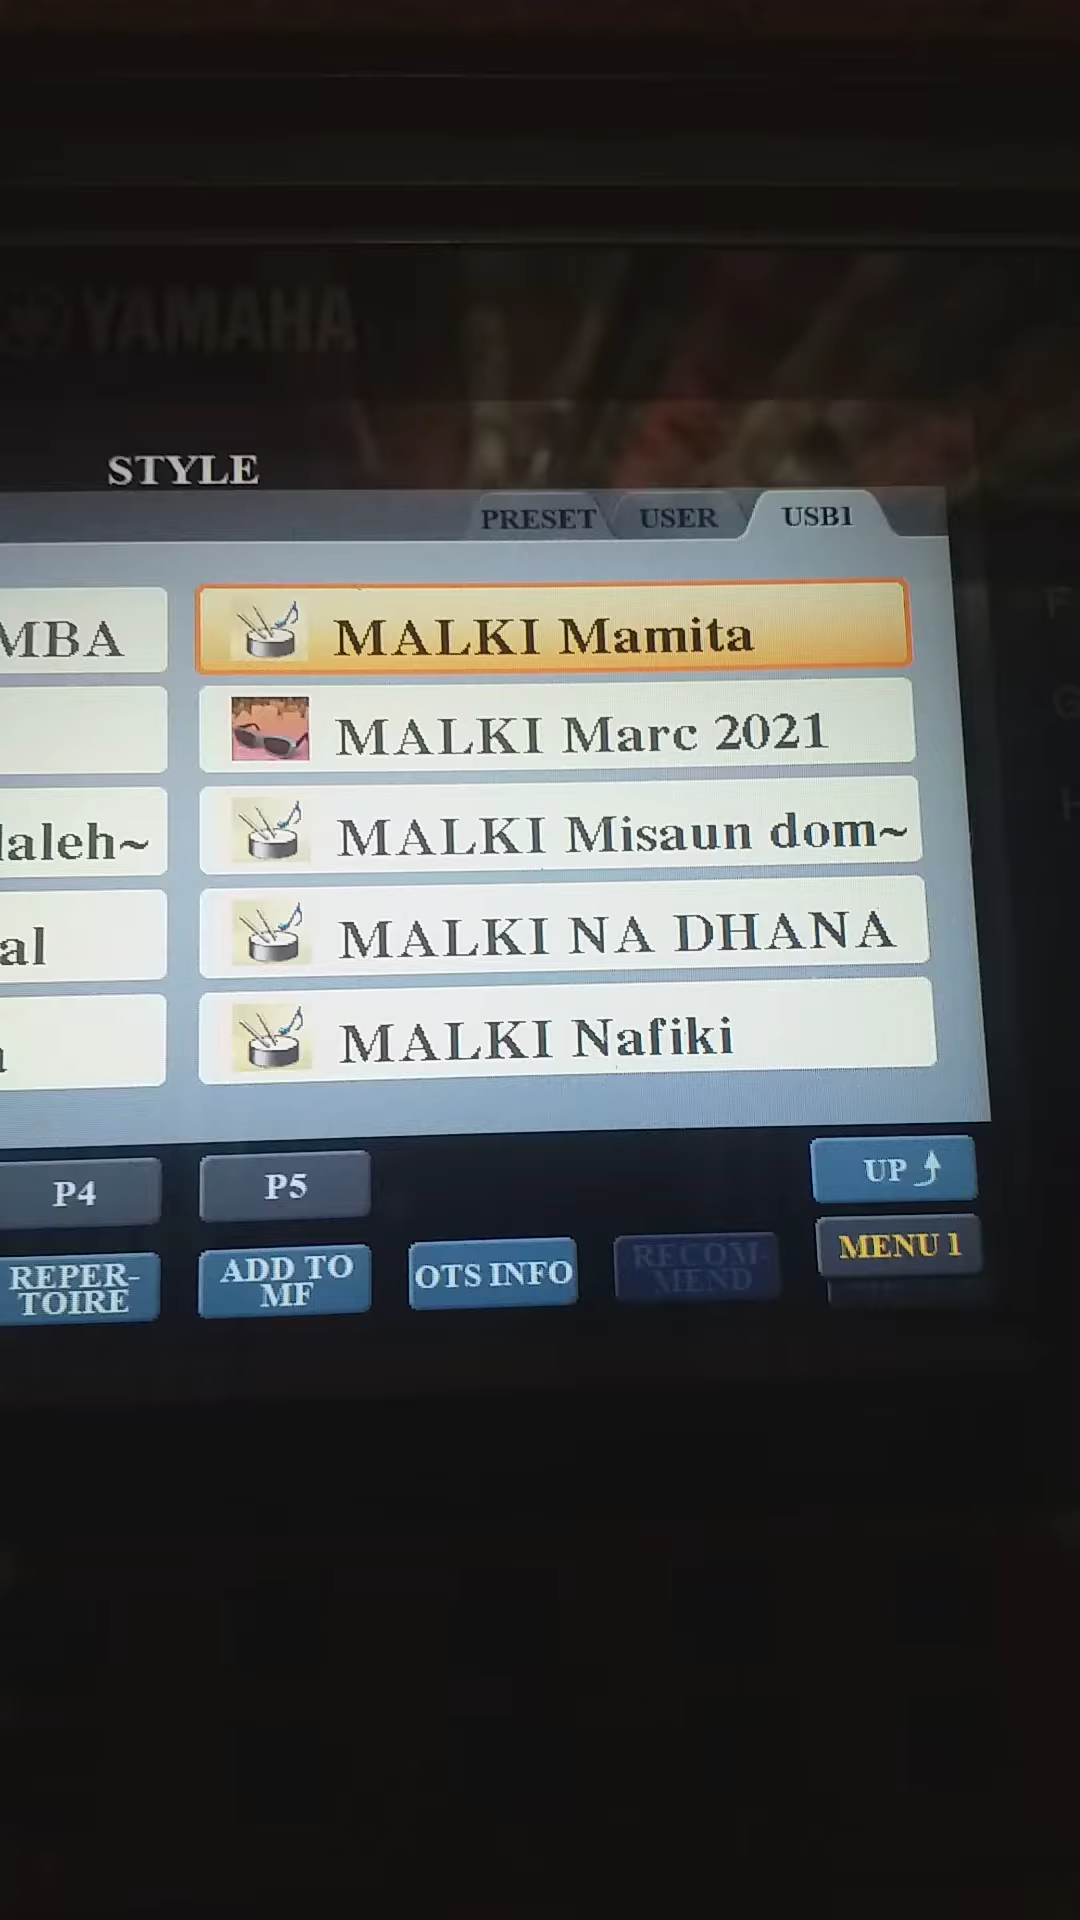 YAMAHA
STYLE
PRESET USER USB1
MBA MALKI Mamita
MALKI Marc 2021
laleh~ MALKI Misaun dom~
al MALKI NA DHANA
MALKI Nafiki
P4 P5 UP
REPER-
TOIRE
ADD TO
MF
OTS INFO
RECOM-
MEND
MENU 1
F
G
H